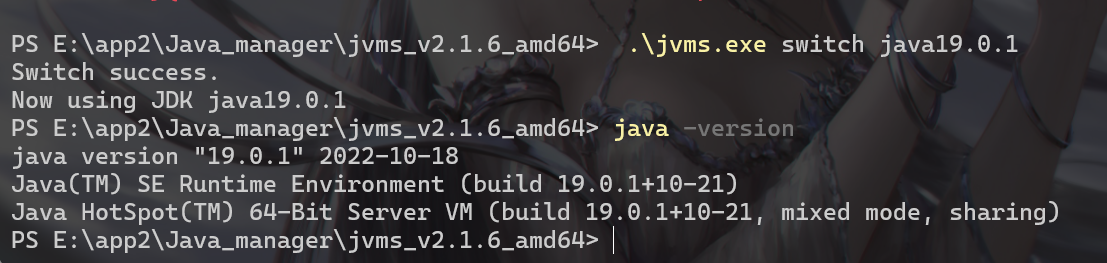 PS E:\app2\Java_manager\jvms_v2.1.6_amd64>  .\jvms.exe switch java19.0.1
Switch success.
Now using JDK java19.0.1
PS E:\app2\Java_manager\jvms_v2.1.6_amd64> java -version
java version "19.0.1" 2022-10-18
Java(TM) SE Runtime Environment (build 19.0.1+10-21)
Java HotSpot(TM) 64-Bit Server VM (build 19.0.1+10-21, mixed mode, sharing)
PS E:\app2\Java_manager\jvms_v2.1.6_amd64>